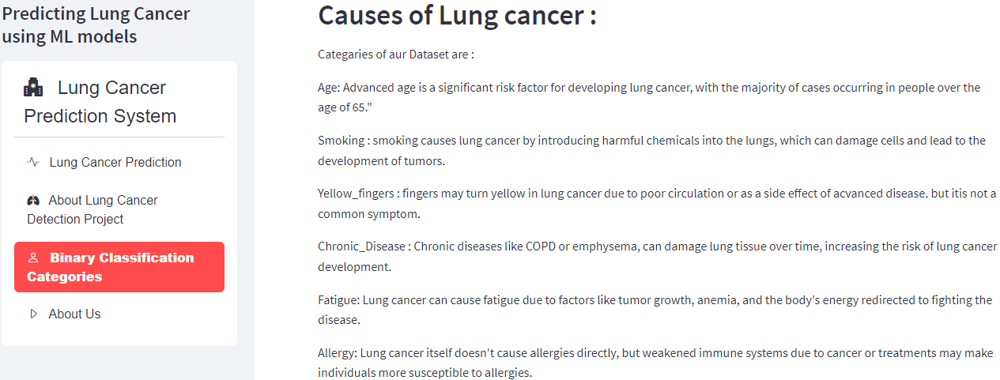 Predicting Lung Cancer
using ML models
Lung Cancer
Prediction System
Lung Cancer Prediction
About Lung Cancer
Detection Project
Binary Classification
Categories
About Us
Causes of Lung cancer :
Categaries of aur Dataset are :
Age: Advanced age is a significant risk factor for developing lung cancer, with the majority of cases occurring in people over the
age of 65."
Smoking : smoking causes lung cancer by introducing harmful chemicals into the lungs, which can damage cells and lead to the
development of tumors.
Yellow_fingers : fingers may turn yellow in lung cancer due to poor circulation or as a side effect of acvanced disease. but itis not a
common symptom.
Chronic_Disease : Chronic diseases like COPD or emphysema, can damage lung tissue over time, increasing the risk of lung cancer
development.
Fatigue: Lung cancer can cause fatigue due to factors like tumor growth, anemia, and the body's energy redirected to fighting the
disease.
Allergy: Lung cancer itself doesn't cause allergies directly, but weakened immune systems due to cancer or treatments may make
individuals more susceptible to allergies.